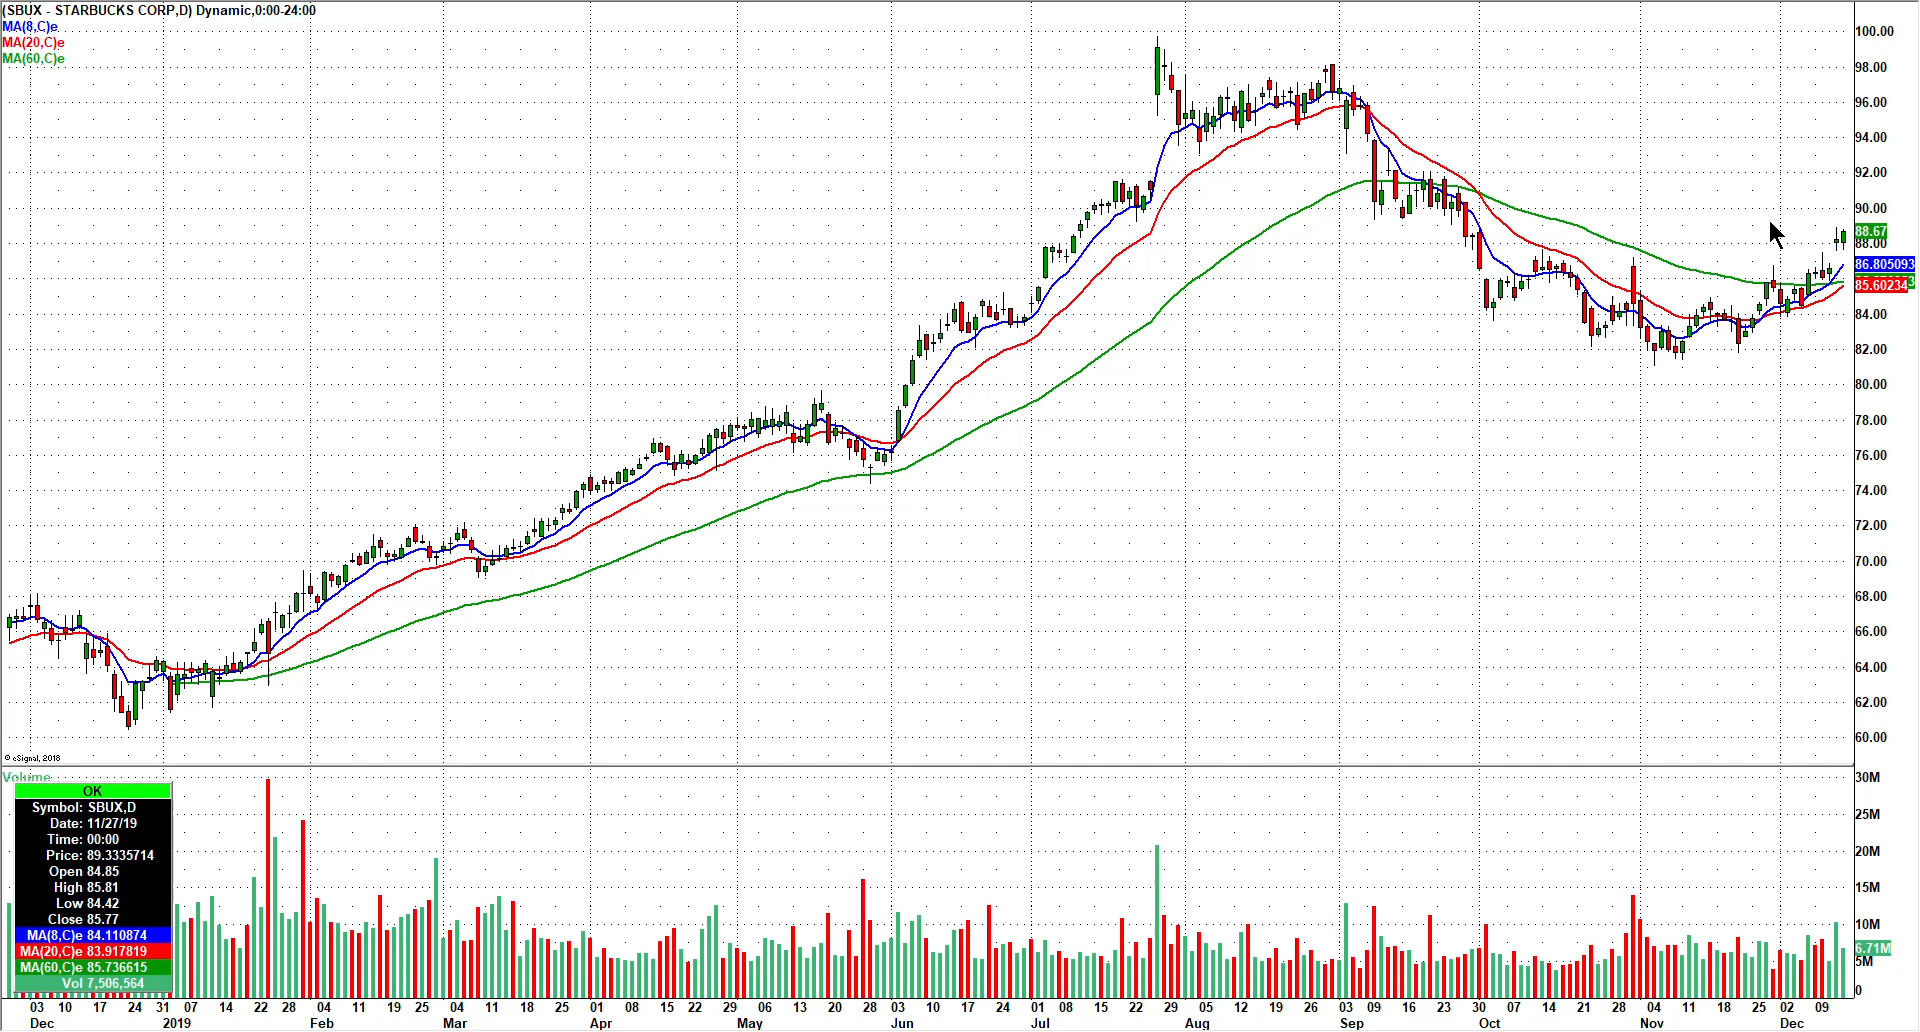 (SBUX - STARBUCKS CORP,D) Dynamic,0:00-24:00
MA(8,C)e
MA(20,C)e
MA(60,C)e
100.00
98.00
96.00
94.00
92.00
90.00
88.67
88.00
86.805093
85.60234
3
84.00
82.00
80.00
78.00
76.00
74.00
72.00
70.00
68.00
66.00
64.00
62.00
60.00
© eSignal, 2018
Volume
30M
25M
20M
15M
10M
6.71M
5M
0
OK
Symbol: SBUX,D
Date: 11/27/19
Time: 00:00
Price: 89.3335714
Open 84.85
High 85.81
Low 84.42
Close 85.77
MA(8,C)e 84.110874
MA(20,C)e 83.917819
MA(60,C)e 85.736615
Vol 7,506,564
03 10 17 24 31 07 14 22 28 04 11 19 25 04 11 18 25 01 08 15 22 29 06 13 20 28 03 10 17 24 01 08 15 22 29 05 12 19 26 03 09 16 23 30 07 14 21 28 04 11 18 25 02 09
Dec 2019 Feb Mar Apr May Jun Jul Aug Sep Oct Nov Dec